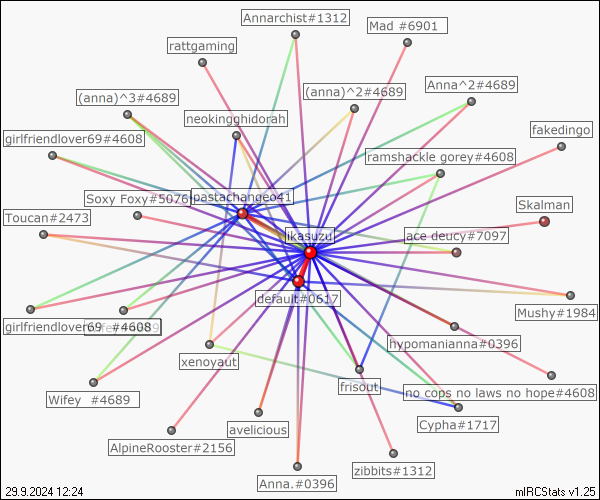 Annarchist#1312
Mad #6901
rattgaming
(anna)^3#4689
(anna)^2#4689
Anna^2#4689
neokingghidorah
girlfriendlover69#4608
fakedingo
ramshackle gorey#4608
Soxy Foxy#5076
pastachangeo41
Skalman
Toucan#2473
likasuzu
ace deucy#7097
default#0617
Mushy#1984
girlfriendlover69 #4608
hypomanianna#0396
xenoyaut
frisout
no cops no laws no hope#4608
Wifey #4689
avelicious
Cypha#1717
AlpineRooster#2156
zibbits#1312
Anna.#0396
29.9.2024 12:24
mIRCStats v1.25